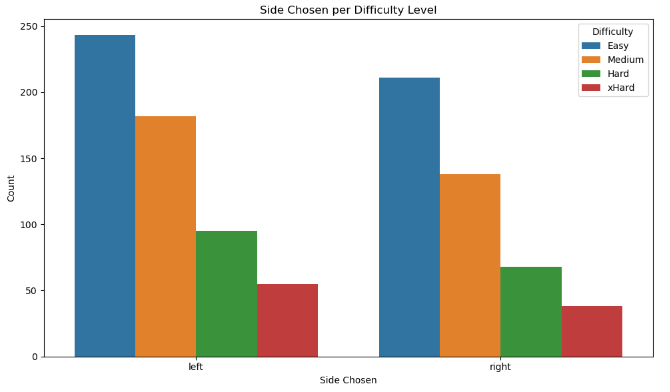 Side Chosen per Difficulty Level
Difficulty
Easy
Medium
Hard
xHard
Count
250
200
150
100
50
0
left
right
Side Chosen